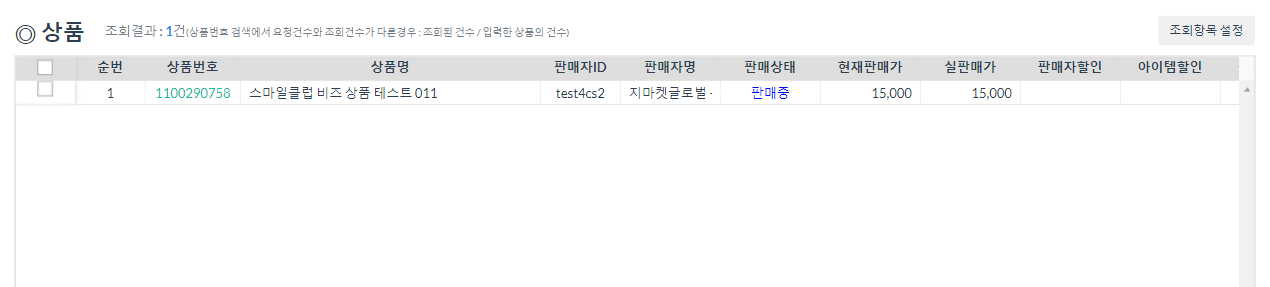 ◎ 상품 조회결과 : 1건(상품번호 검색에서 요청건수와 조회건수가 다른경우 : 조회된 건수 / 입력한 상품의 건수) 조회항목 설정
순번 상품번호 상품명 판매자ID 판매자명 판매상태 현재판매가 실판매가 판매자할인 아이템할인
1 1100290758 스마일클럽 비즈 상품 테스트 011 test4cs2 지마켓글로벌 판매중 15,000 15,000